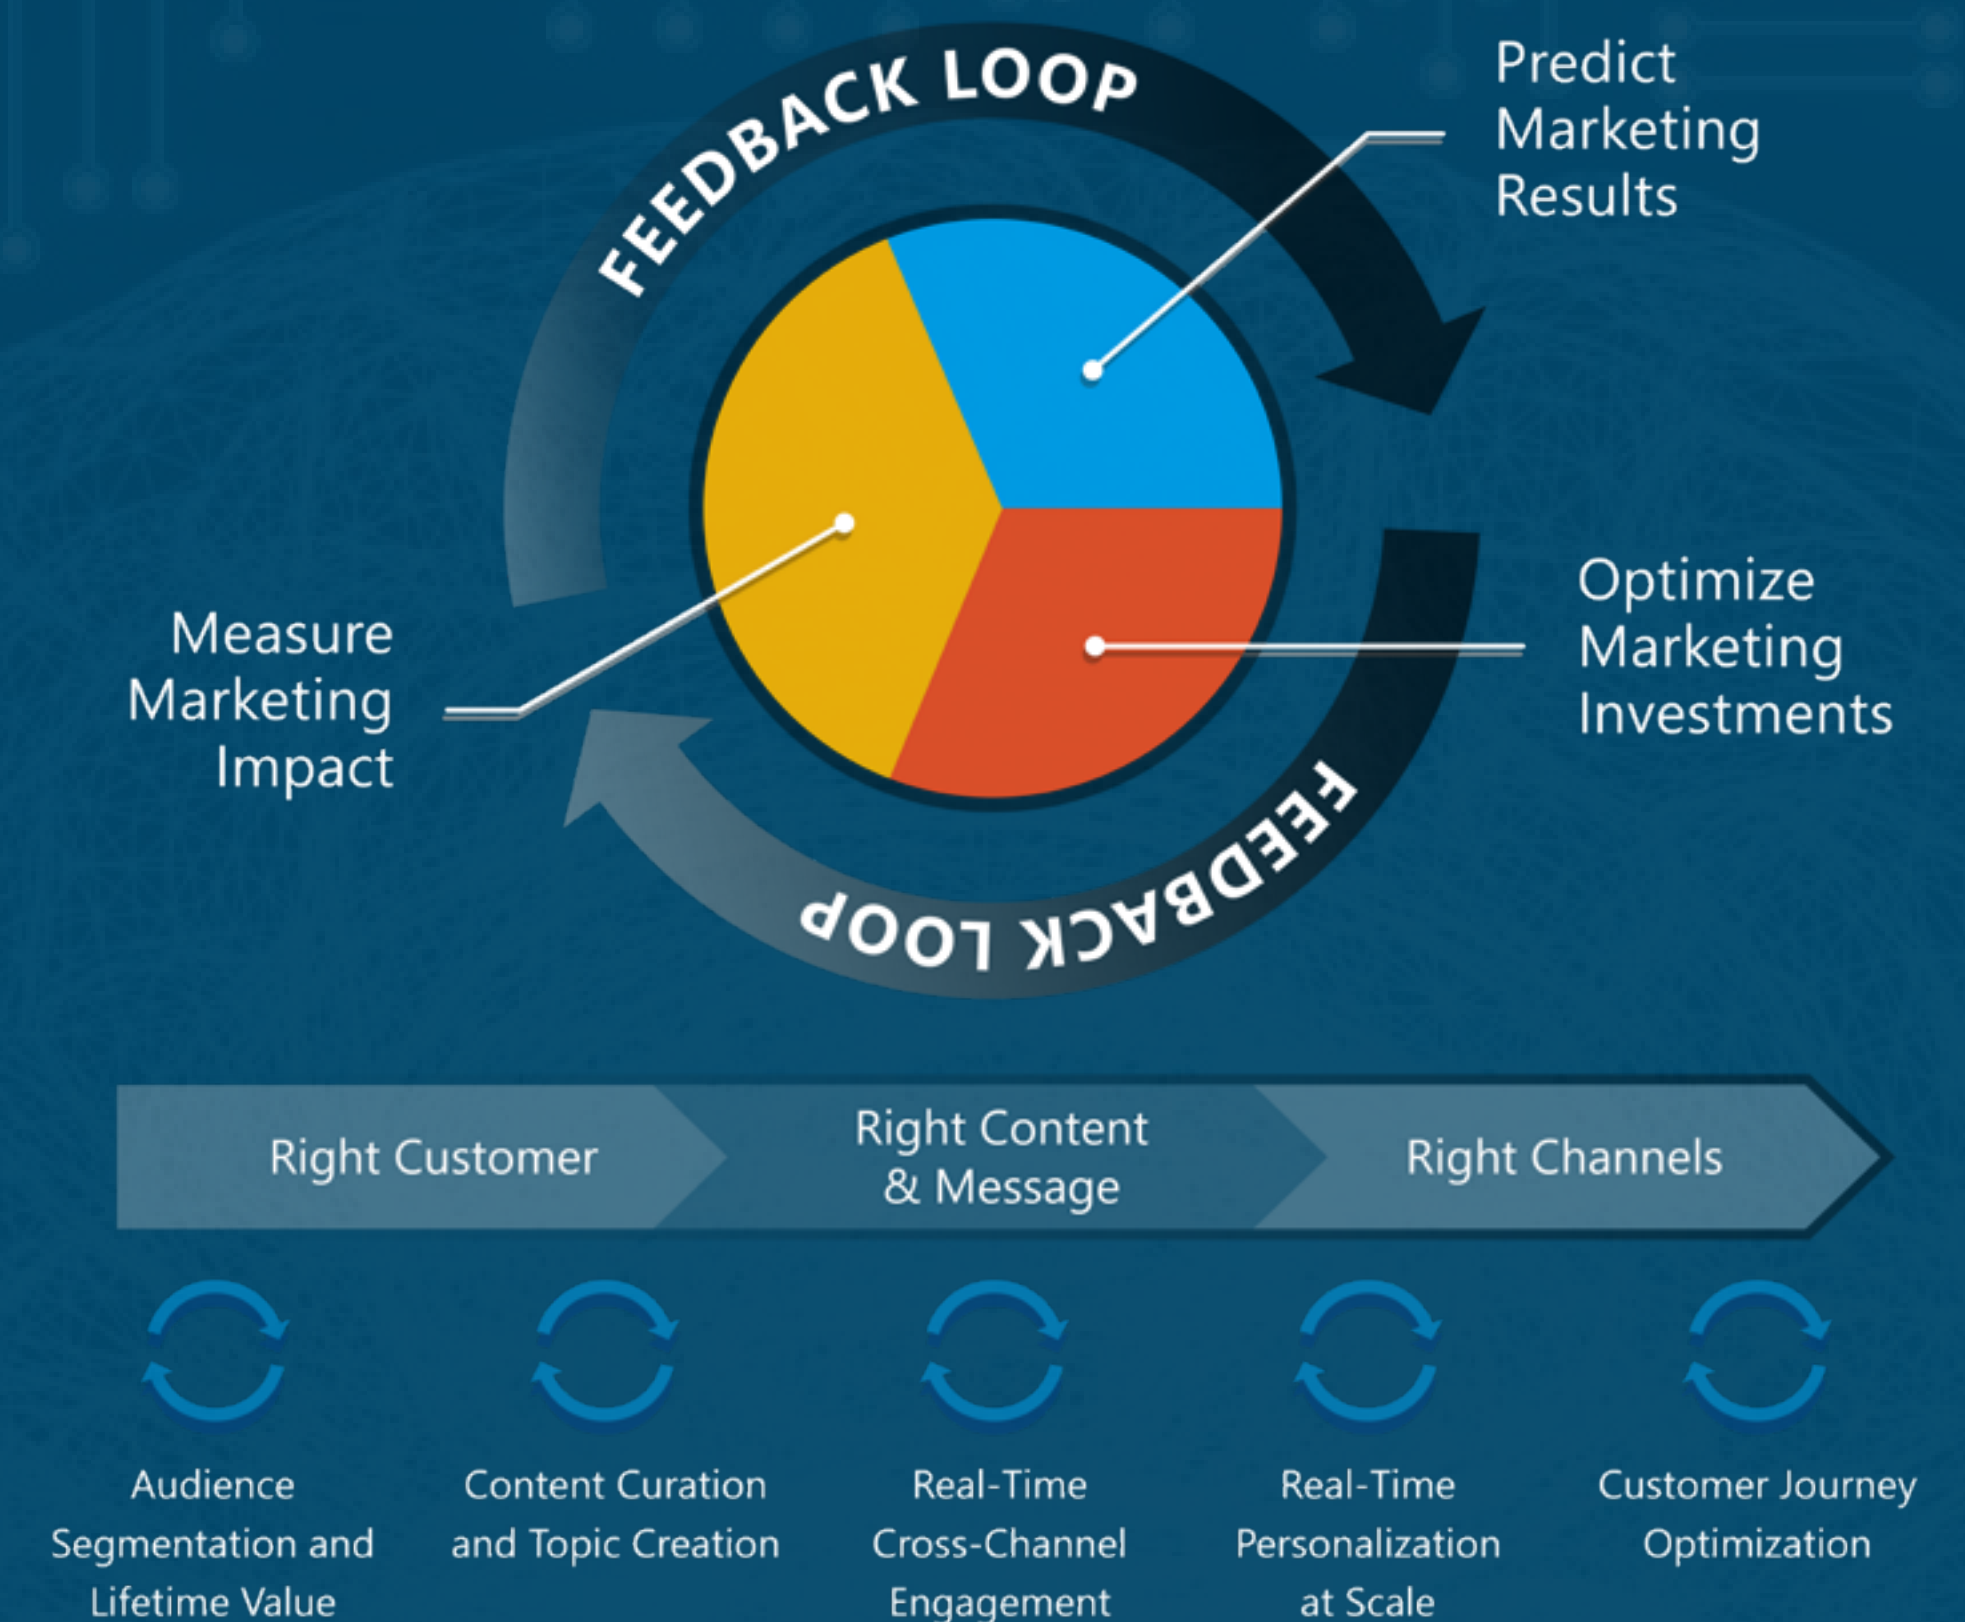 FEEDBACK LOOP
Predict
Marketing
Results
Measure
Marketing
Impact
Optimize
Marketing
Investments
FEEDBACK LOOP
Right Customer
Right Content
& Message
Right Channels
Audience
Segmentation and
Lifetime Value
Content Curation
and Topic Creation
Real-Time
Cross-Channel
Engagement
Real-Time
Personalization
at Scale
Customer Journey
Optimization